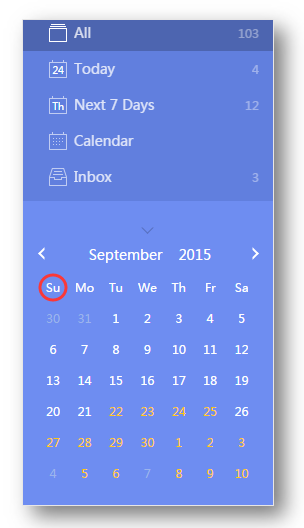 All 103
24 Today 4
Th Next 7 Days 12
Calendar
Inbox 3
September 2015
Su Mo Tu We Th Fr Sa
30 31 1 2 3 4 5
6 7 8 9 10 11 12
13 14 15 16 17 18 19
20 21 22 23 24 25 26
27 28 29 30 1 2 3
4 5 6 7 8 9 10